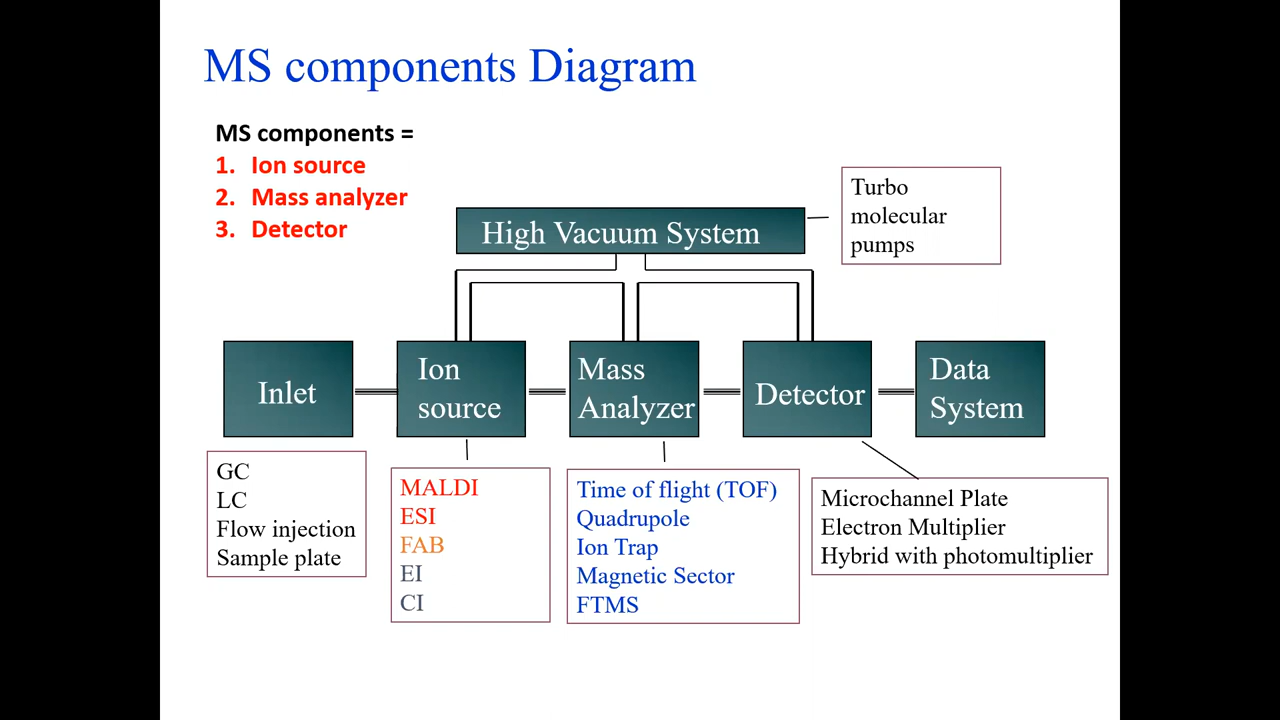 MS components Diagram
MS components =
1. Ion source
2. Mass analyzer
3. Detector
Turbo
molecular
pumps
High Vacuum System
Inlet
Ion
source
Mass
Analyzer
Detector
Data
System
GC
LC
Flow injection
Sample plate
MALDI
ESI
FAB
EI
CI
Time of flight (TOF)
Quadrupole
Ion Trap
Magnetic Sector
FTMS
Microchannel Plate
Electron Multiplier
Hybrid with photomultiplier